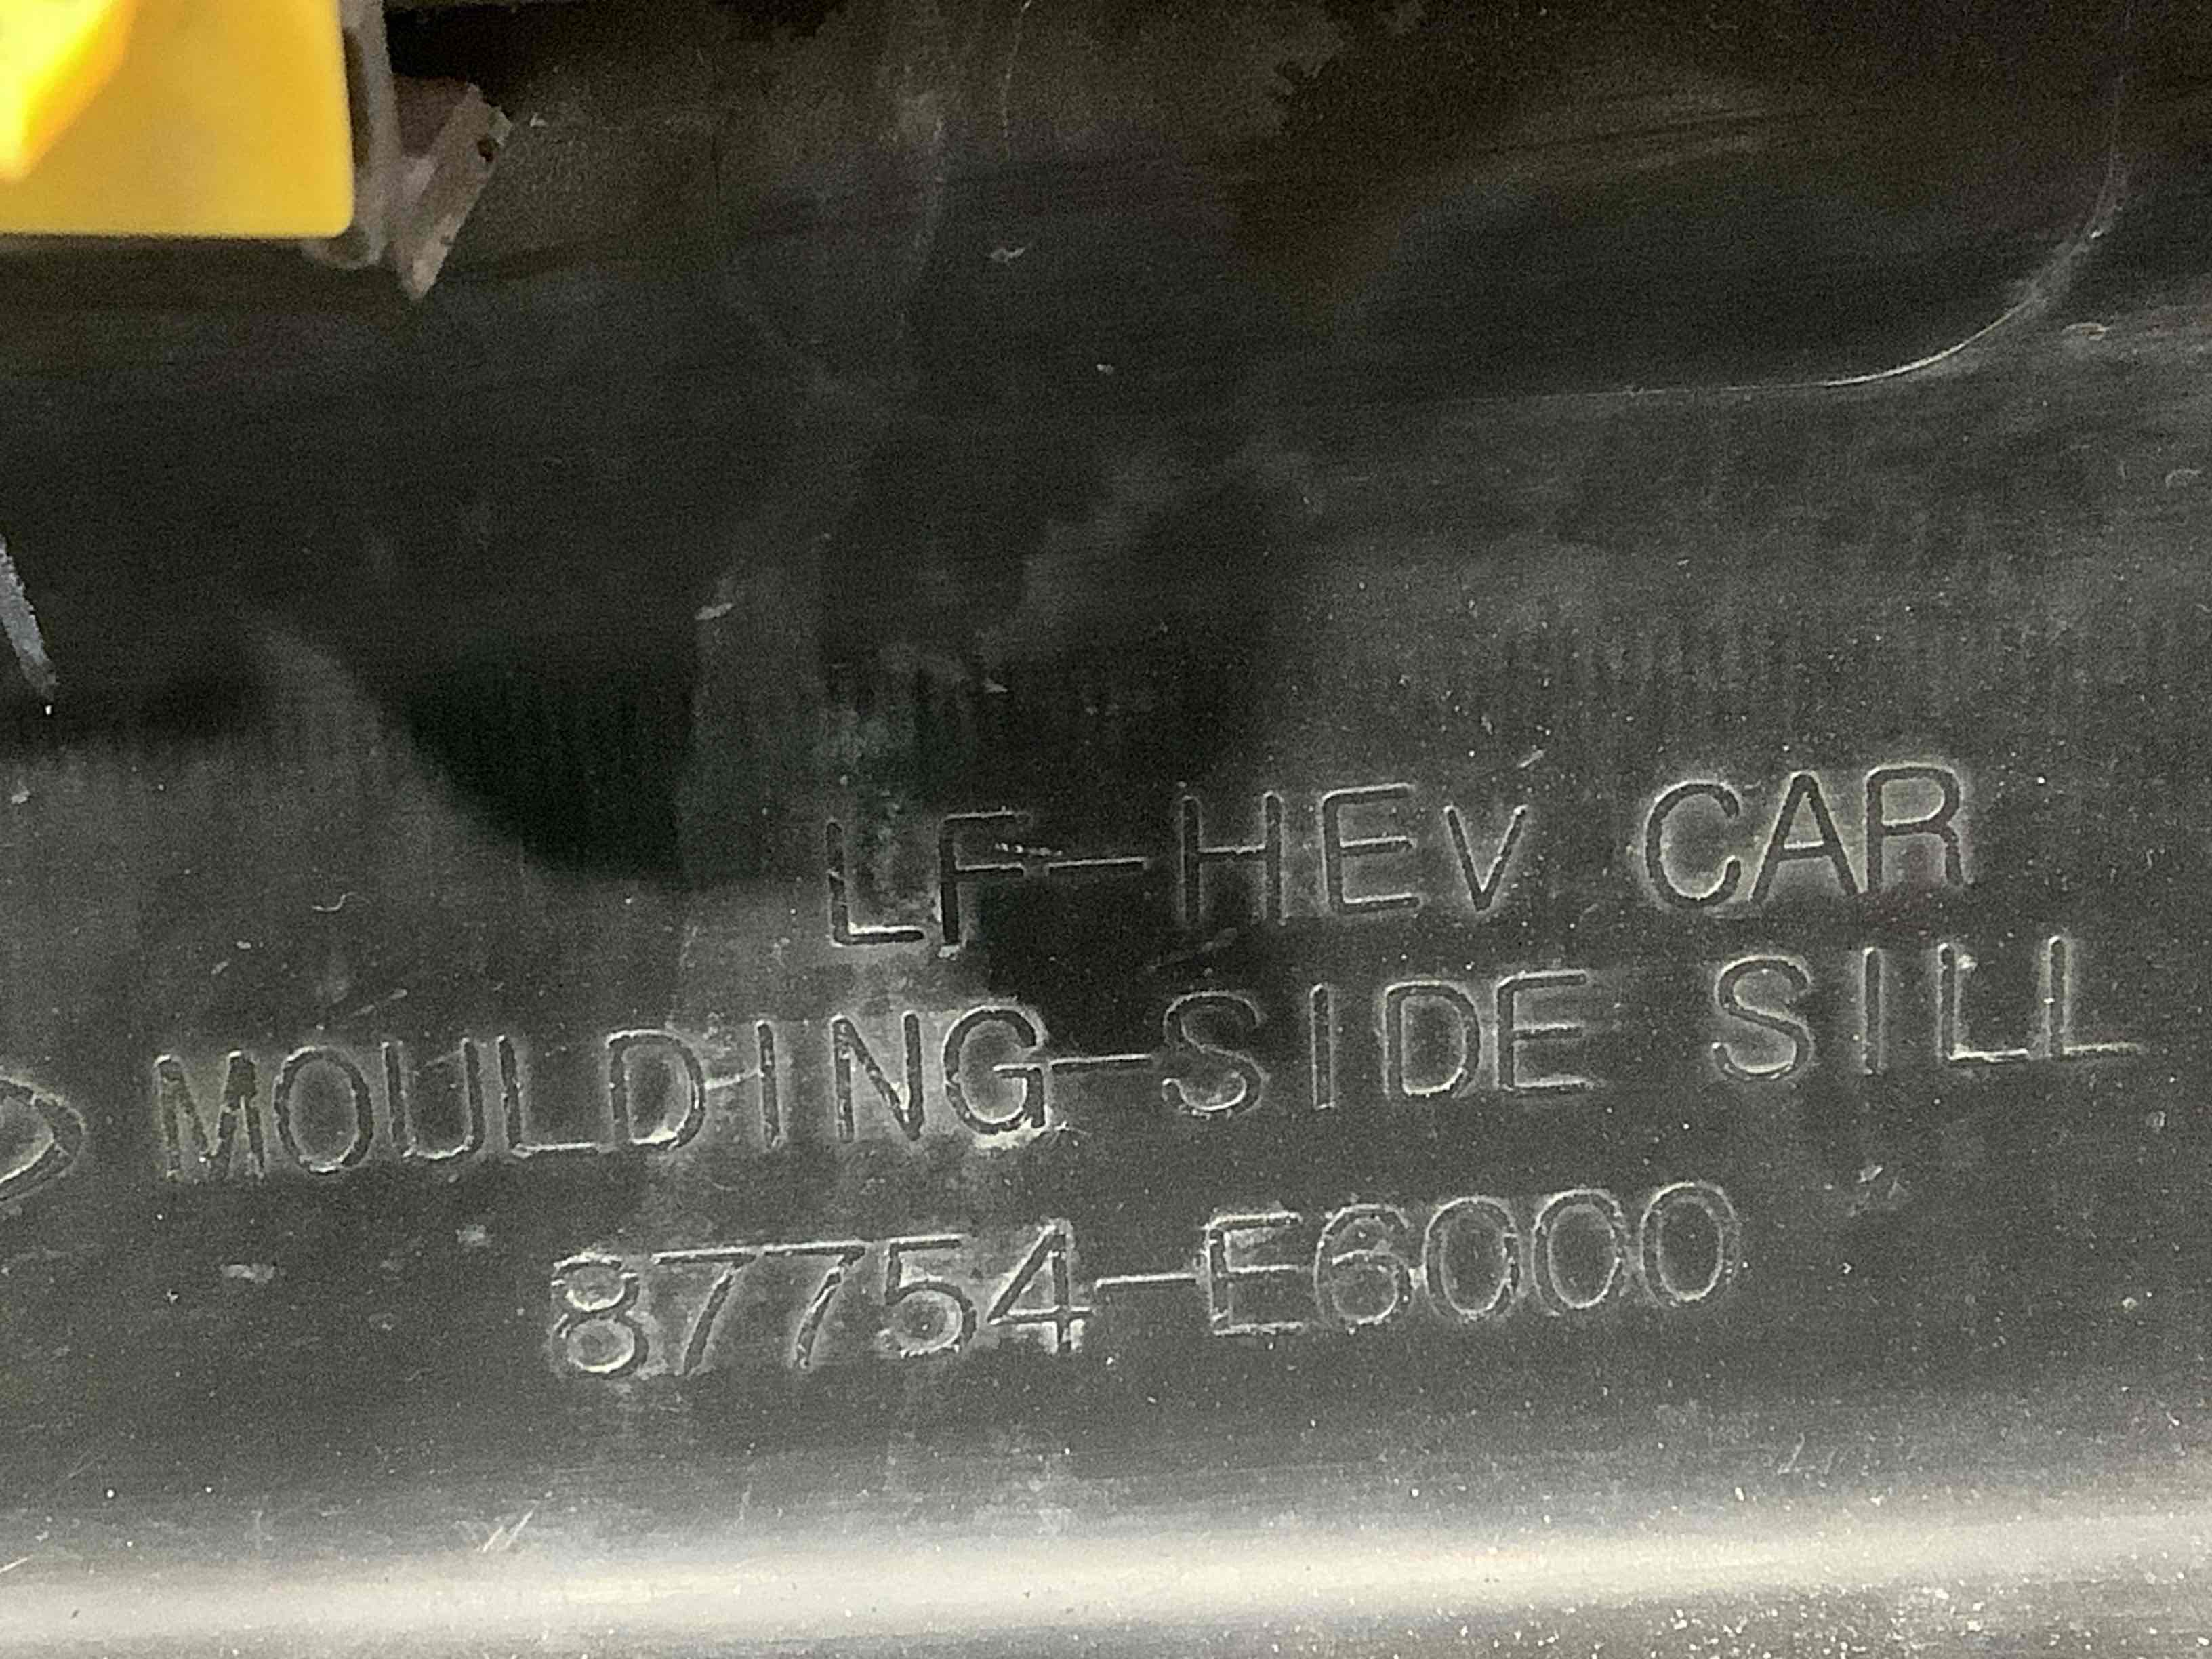 LF-HEV CAR
MOULDING-SIDE SILL
87754-E6000